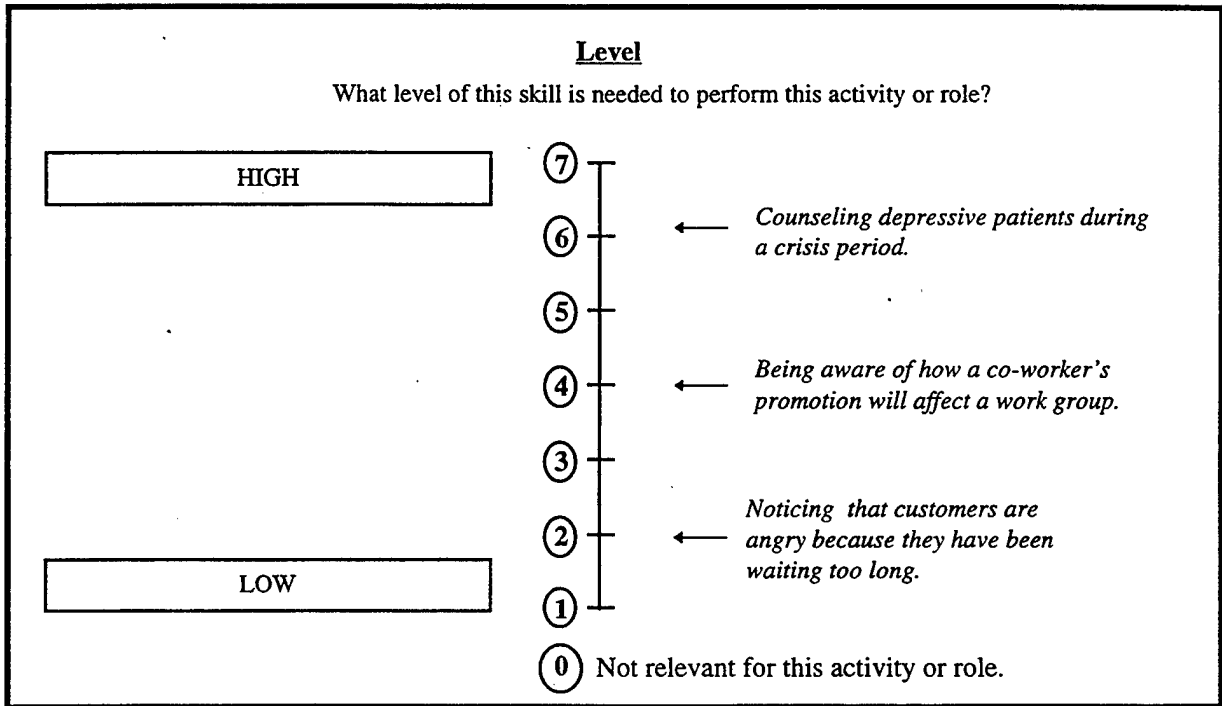 Level
What level of this skill is needed to perform this activity or role?
HIGH
7
6
Counseling depressive patients during
a crisis period.
5
4
Being aware of how a co-worker's
promotion will affect a work group.
3
2
Noticing that customers are
angry because they have been
waiting too long.
LOW
1
0 Not relevant for this activity or role.